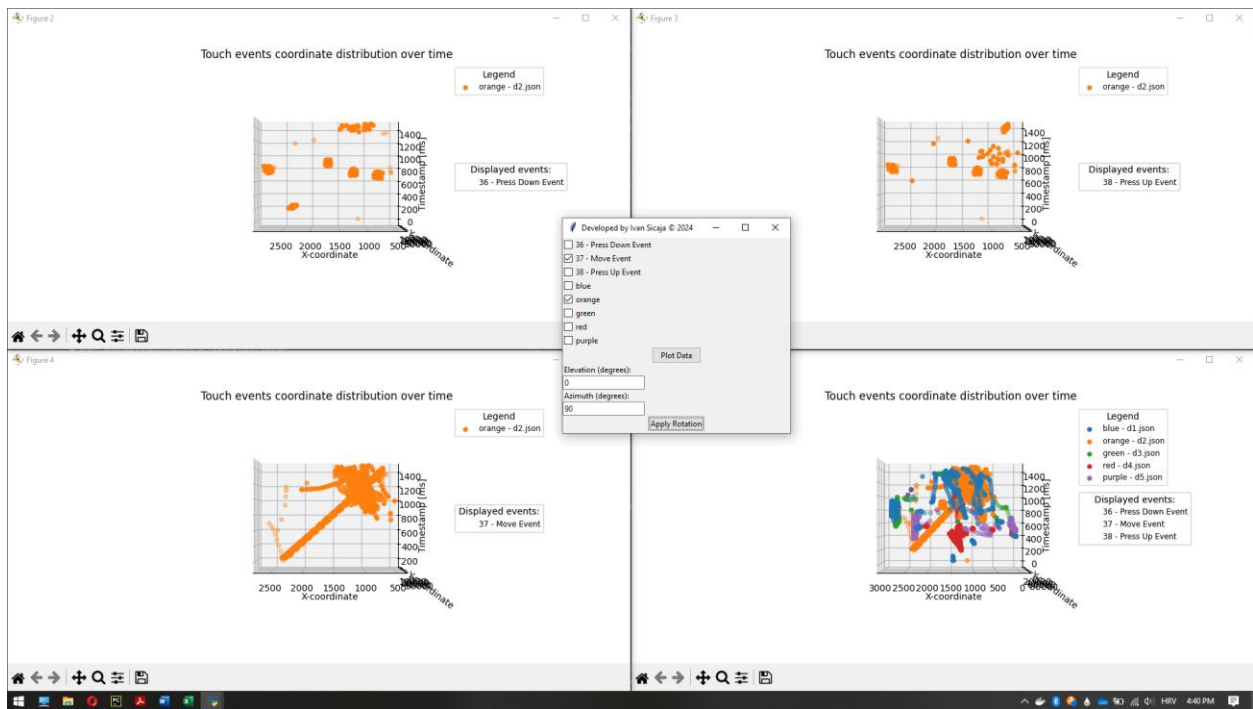 Figure 2
Touch events coordinate distribution over time
Legend
orange - d2.json
Displayed events:
36 - Press Down Event
1400
1200
1000
800
600
400
200
0
Timestamp [ms]
2500 2000 1500 1000 500
X-coordinate
Figure 3
Touch events coordinate distribution over time
Legend
orange - d2.json
Displayed events:
38 - Press Up Event
1400
1200
1000
800
600
400
200
0
Timestamp [ms]
2500 2000 1500 1000 500
X-coordinate
Developed by Ivan Sicaja © 2024
36 - Press Down Event
37 - Move Event
38 - Press Up Event
blue
orange
green
red
purple
Plot Data
Elevation (degrees):
0
Azimuth (degrees):
90
Apply Rotation
Figure 4
Touch events coordinate distribution over time
Legend
orange - d2.json
Displayed events:
37 - Move Event
1400
1200
1000
800
600
400
200
Timestamp [ms]
2500 2000 1500 1000 500
X-coordinate
Touch events coordinate distribution over time
Legend
blue - d1.json
orange - d2.json
green - d3.json
red - d4.json
purple - d5.json
Displayed events:
36 - Press Down Event
37 - Move Event
38 - Press Up Event
1400
1200
1000
800
600
400
200
0
Timestamp [ms]
3000 2500 2000 1500 1000 500 0
X-coordinate
HRV 4:40 PM